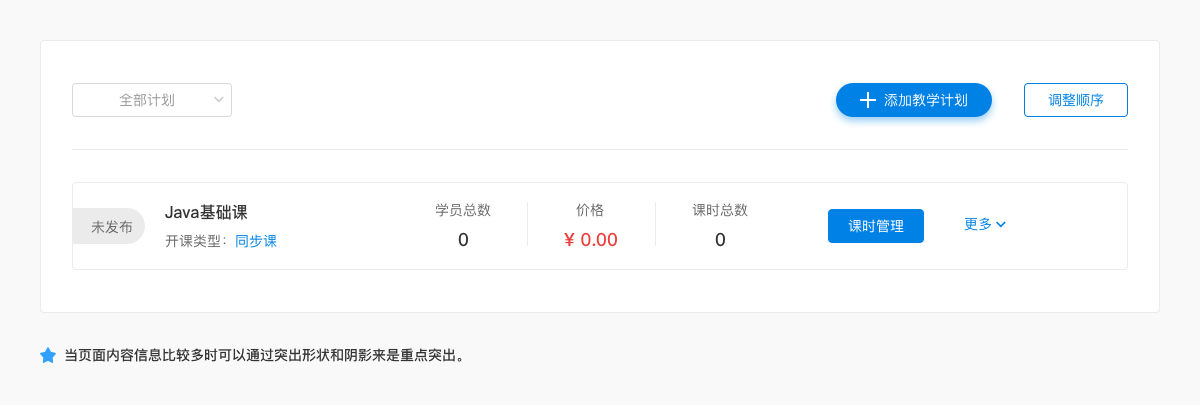 全部计划
添加教学计划
调整顺序
未发布
Java基础课
开课类型：同步课
学员总数
0
价格
¥ 0.00
课时总数
0
课时管理
更多
当页面内容信息比较多时可以通过突出形状和阴影来是重点突出。